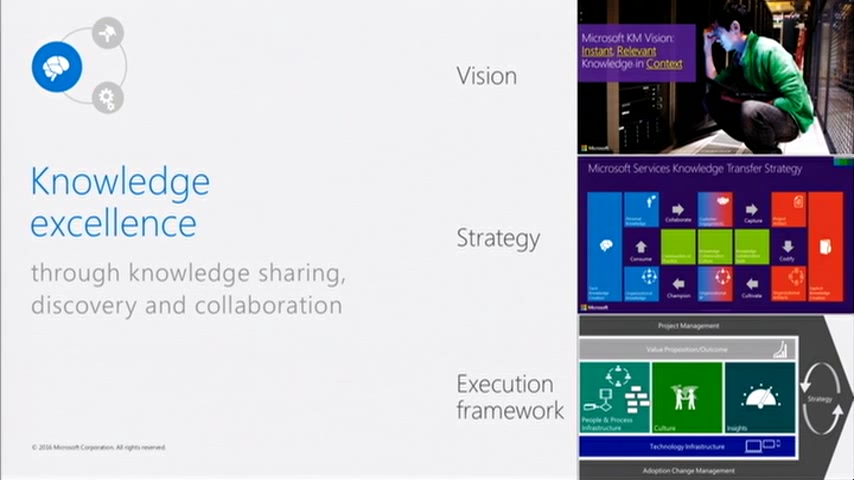 Knowledge
excellence
through knowledge sharing,
discovery and collaboration
© 2016 Microsoft Corporation. All rights reserved.
Vision
Microsoft KM Vision:
Instant, Relevant
Knowledge in Context
Microsoft
Strategy
Microsoft Services Knowledge Transfer Strategy
Collaborate
Capture
Consume
Codify
Champion
Cultivate
Microsoft
Execution
framework
Project Management
Value Proposition/Outcome
People & Process
Infrastructure
Culture
Insights
Strategy
Technology Infrastructure
Adoption Change Management